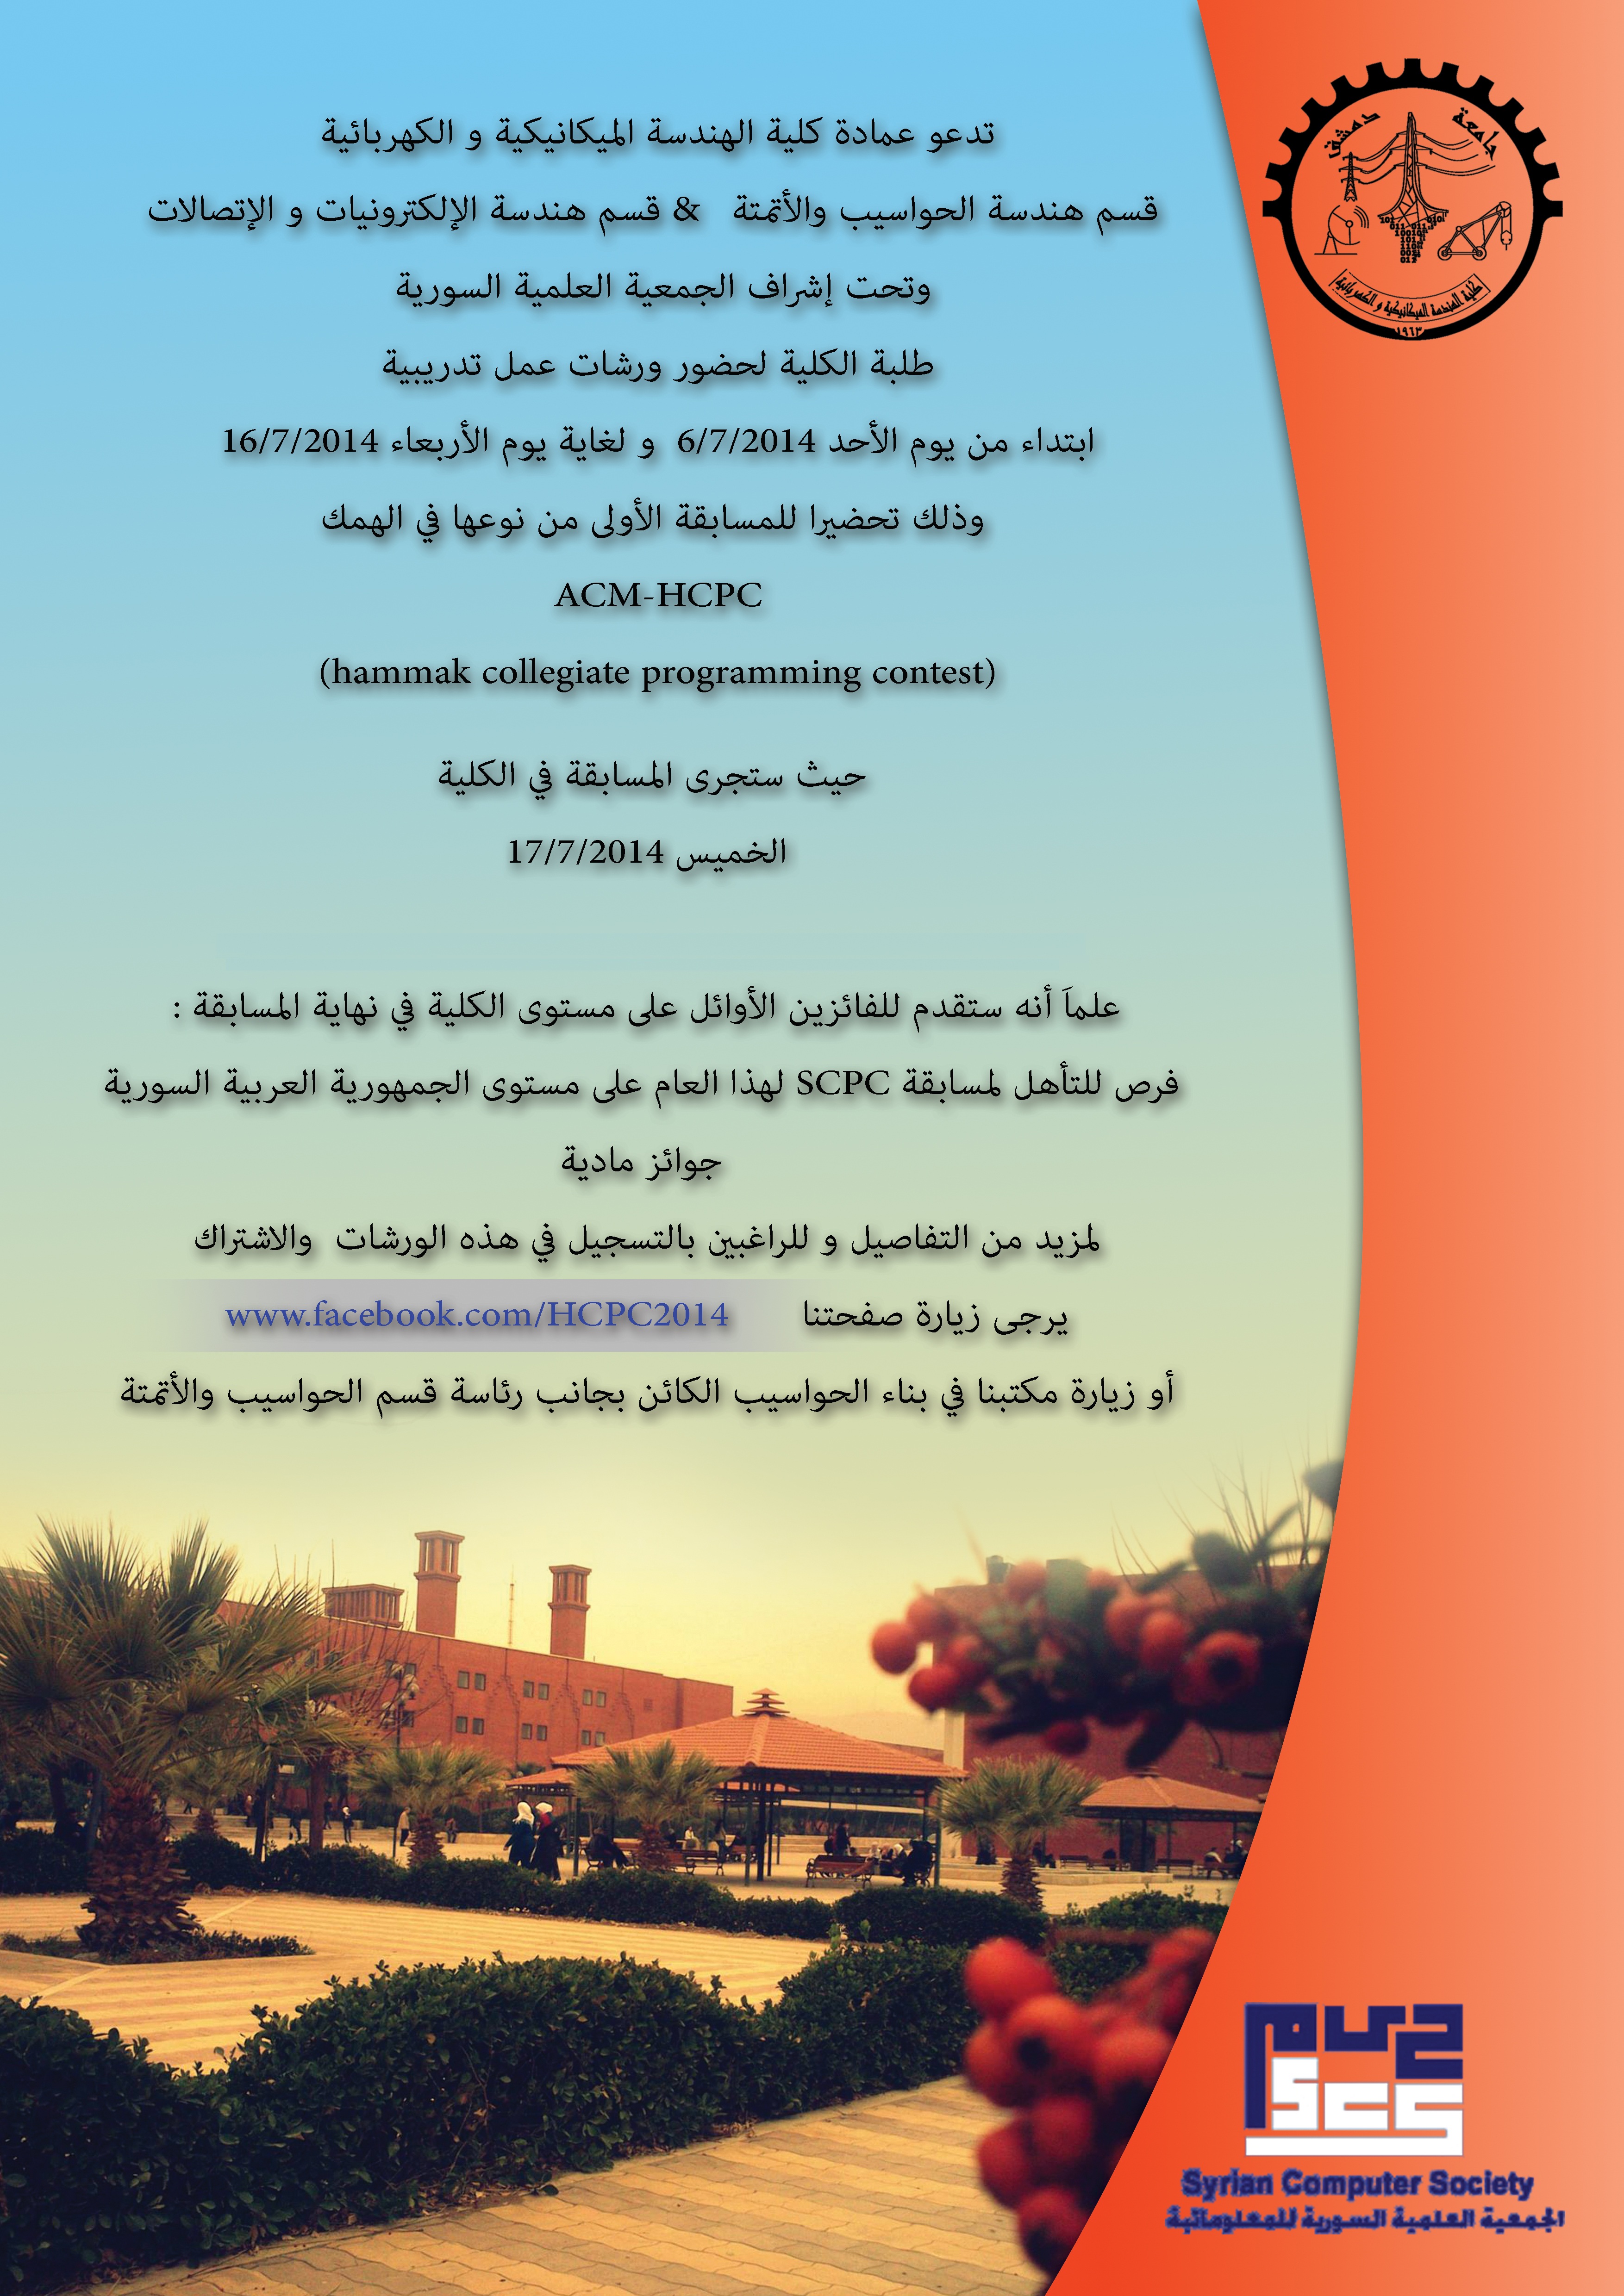 تدعو عمادة كلية الهندسة الميكانيكية و الكهربائية
قسم هندسة الحواسيب والأتمتة & قسم هندسة الإلكترونيات و الإتصالات
وتحت إشراف الجمعية العلمية السورية
طلبة الكلية لحضور ورشات عمل تدريبية
ابتداء من يوم الأحد 6/7/2014 و لغاية يوم الأربعاء 16/7/2014
وذلك تحضيرا للمسابقة الأولى من نوعها في الهمك
ACM-HCPC
(hammak collegiate programming contest)
حيث ستجرى المسابقة في الكلية
الخميس 17/7/2014
علماَ أنه ستقدم للفائزين الأوائل على مستوى الكلية في نهاية المسابقة :
فرص للتأهل لمسابقة SCPC لهذا العام على مستوى الجمهورية العربية السورية
جوائز مادية
لمزيد من التفاصيل و للراغبين بالتسجيل في هذه الورشات والاشتراك
يرجى زيارة صفحتنا www.facebook.com/HCPC2014
أو زيارة مكتبنا في بناء الحواسيب الكائن بجانب رئاسة قسم الحواسيب والأتمتة
جامعة دمشق
كلية الهندسة الميكانيكية و الكهربائية
١٩٦٣
SCS
Syrian Computer Society
الجمعية العلمية السورية للمعلوماتية